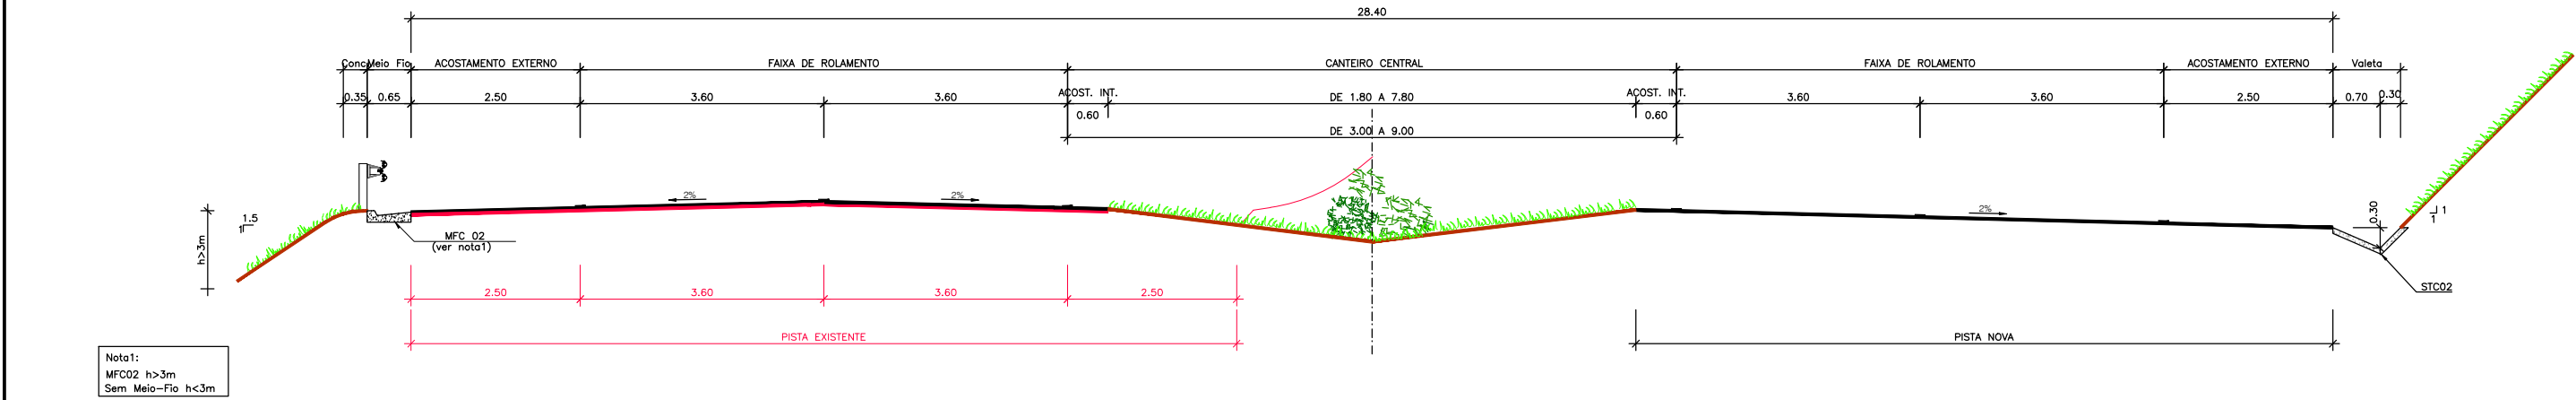 28.40
Conc Meio Fio ACOSTAMENTO EXTERNO FAIXA DE ROLAMENTO CANTEIRO CENTRAL FAIXA DE ROLAMENTO ACOSTAMENTO EXTERNO Valeta
ACOST. INT. ACOST. INT.
0.35 0.65 2.50 3.60 3.60 DE 1.80 A 7.80 3.60 3.60 2.50 0.70 0.30
0.60 0.60
DE 3.00 A 9.00
2% 2% 2%
1.5
1
h>3m
MFC 02
(ver nota1)
0.30
1
1
STC02
2.50 3.60 3.60 2.50
PISTA EXISTENTE PISTA NOVA
Nota1:
MFC02 h>3m
Sem Meio-Fio h<3m